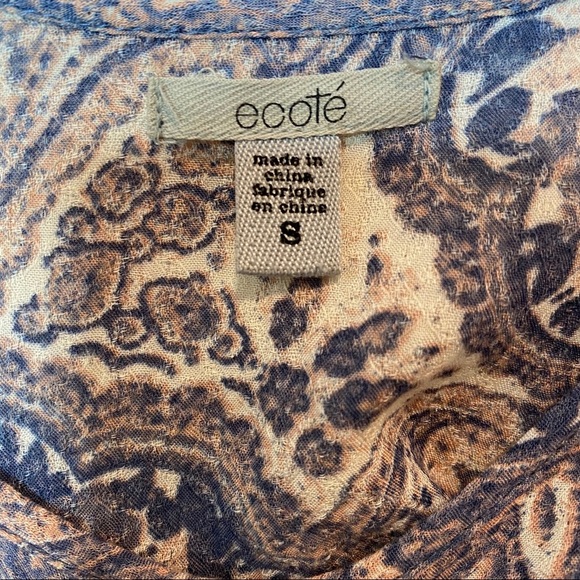 ecoté
made in
china
fabrique
en chine
S